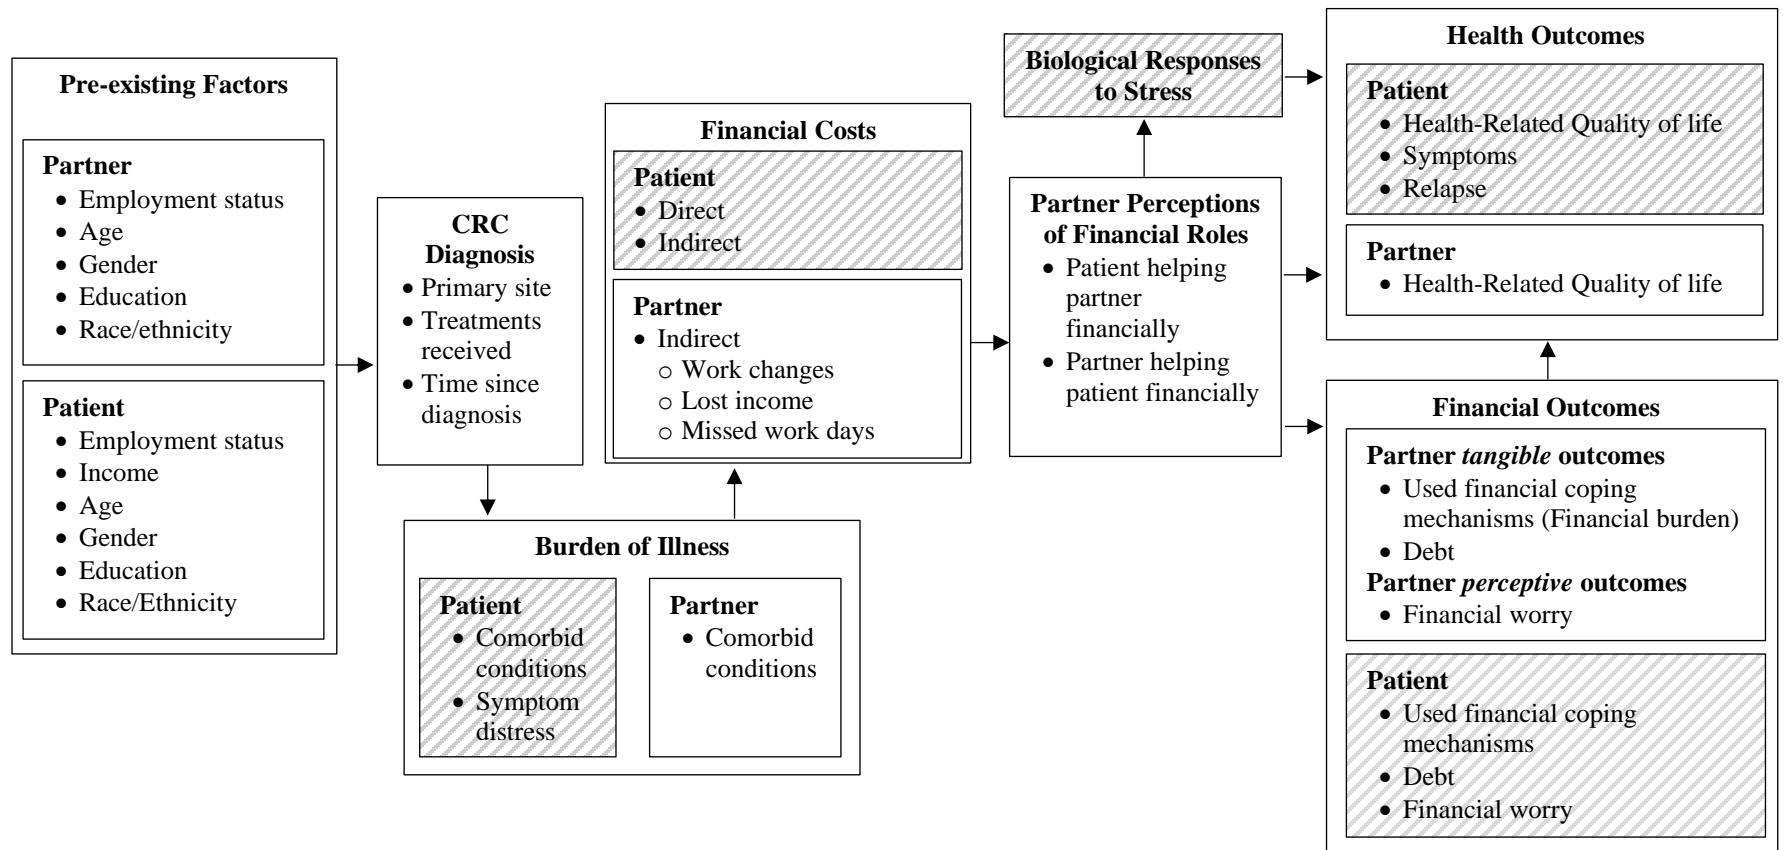 Pre-existing Factors
Partner
• Employment status
• Age
• Gender
• Education
• Race/ethnicity
Patient
• Employment status
• Income
• Age
• Gender
• Education
• Race/Ethnicity
CRC
Diagnosis
• Primary site
• Treatments
received
• Time since
diagnosis
Burden of Illness
Patient
• Comorbid
conditions
• Symptom
distress
Partner
• Comorbid
conditions
Financial Costs
Patient
• Direct
• Indirect
Partner
• Indirect
o Work changes
o Lost income
o Missed work days
Partner Perceptions
of Financial Roles
• Patient helping
partner
financially
• Partner helping
patient financially
Biological Responses
to Stress
Health Outcomes
Patient
• Health-Related Quality of life
• Symptoms
• Relapse
Partner
• Health-Related Quality of life
Financial Outcomes
Partner tangible outcomes
• Used financial coping
mechanisms (Financial burden)
• Debt
Partner perceptive outcomes
• Financial worry
Patient
• Used financial coping
mechanisms
• Debt
• Financial worry